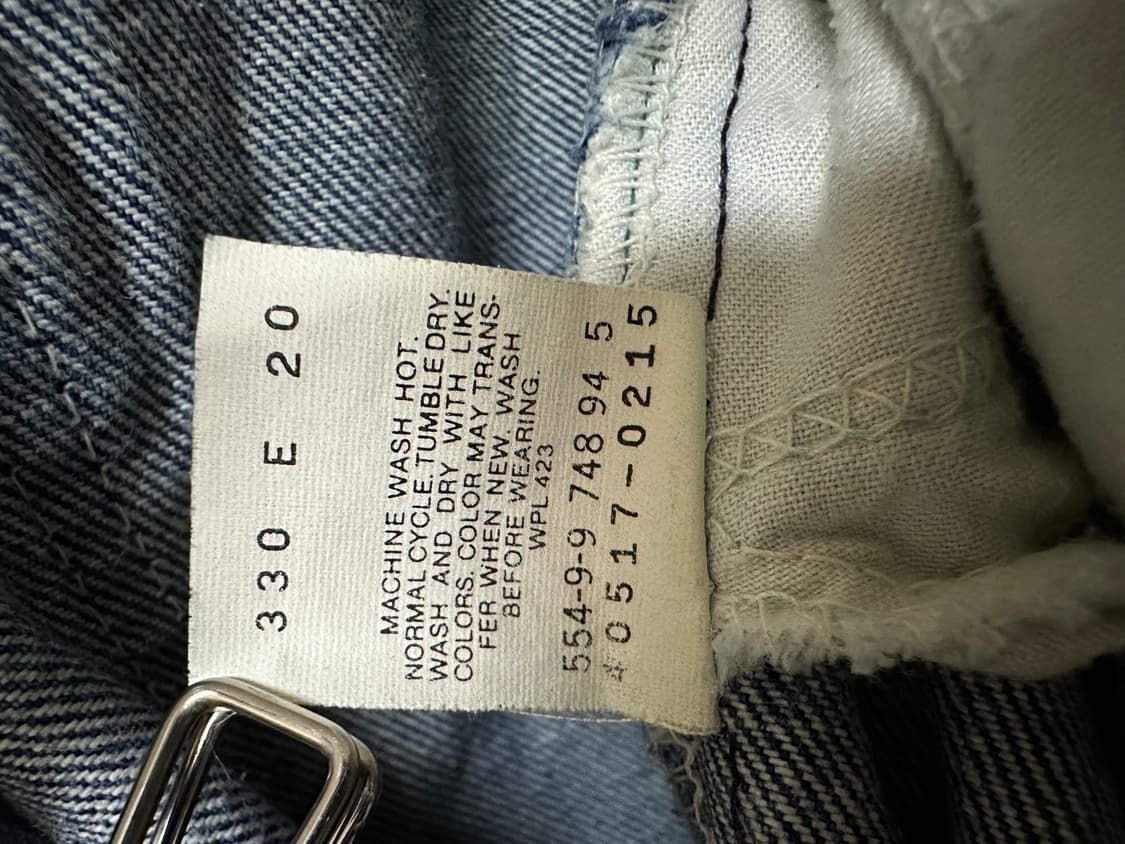 330 E 20
MACHINE WASH HOT.
NORMAL CYCLE. TUMBLE DRY.
WASH AND DRY WITH LIKE
COLORS. COLOR MAY TRANS-
FER WHEN NEW. WASH
BEFORE WEARING.
WPL 423
554-9-9 748 94 5
*0517-0215